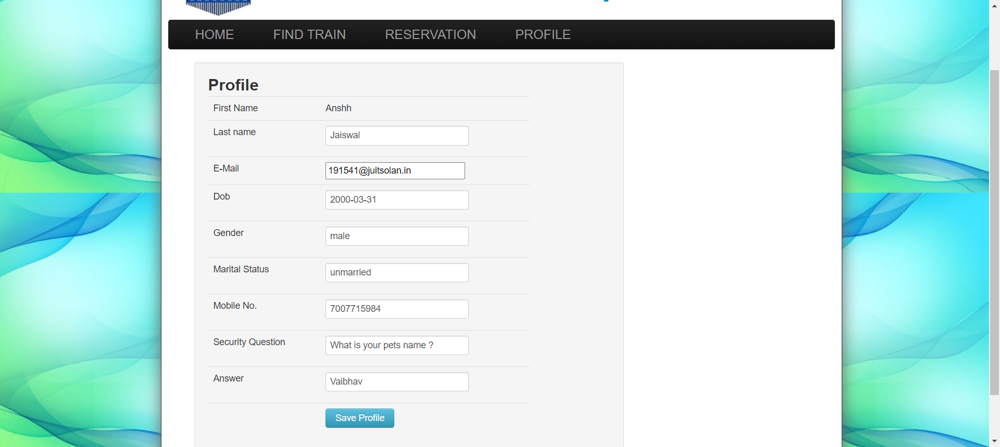 HOME FIND TRAIN RESERVATION PROFILE
Profile
First Name Anshh
Last name Jaiswal
E-Mail 191541@juitsolan.in
Dob 2000-03-31
Gender male
Marital Status unmarried
Mobile No. 7007715984
Security Question What is your pets name ?
Answer Vaibhav
Save Profile